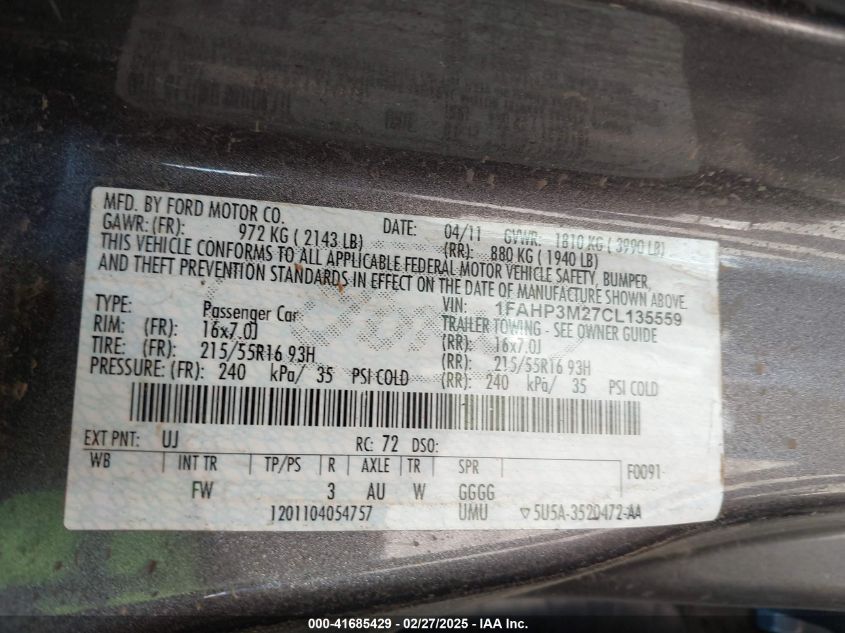 MFD. BY FORD MOTOR CO.
DATE: 04/11 GVWR: 1810 KG ( 3990 LB)
GAWR: (FR): 972 KG ( 2143 LB) (RR): 880 KG ( 1940 LB)
THIS VEHICLE CONFORMS TO ALL APPLICABLE FEDERAL MOTOR VEHICLE SAFETY, BUMPER,
AND THEFT PREVENTION STANDARDS IN EFFECT ON THE DATE OF MANUFACTURE SHOWN ABOVE.
VIN: 1FAHP3M27CL135559
TYPE: Passenger Car TRAILER TOWING - SEE OWNER GUIDE
RIM: (FR): 16x7.0J (RR): 16x7.0J
TIRE: (FR): 215/55R16 93H (RR): 215/55R16 93H
PRESSURE: (FR): 240 kPa/ 35 PSI COLD (RR): 240 kPa/ 35 PSI COLD
EXT PNT: UJ RC: 72 DSO:
WB INT TR TP/PS R AXLE TR SPR F0091
FW 3 AU W GGGG
1201104054757 UMU ▽5U5A-3520472-AA
000-41685429 - 02/27/2025 - IAA Inc.